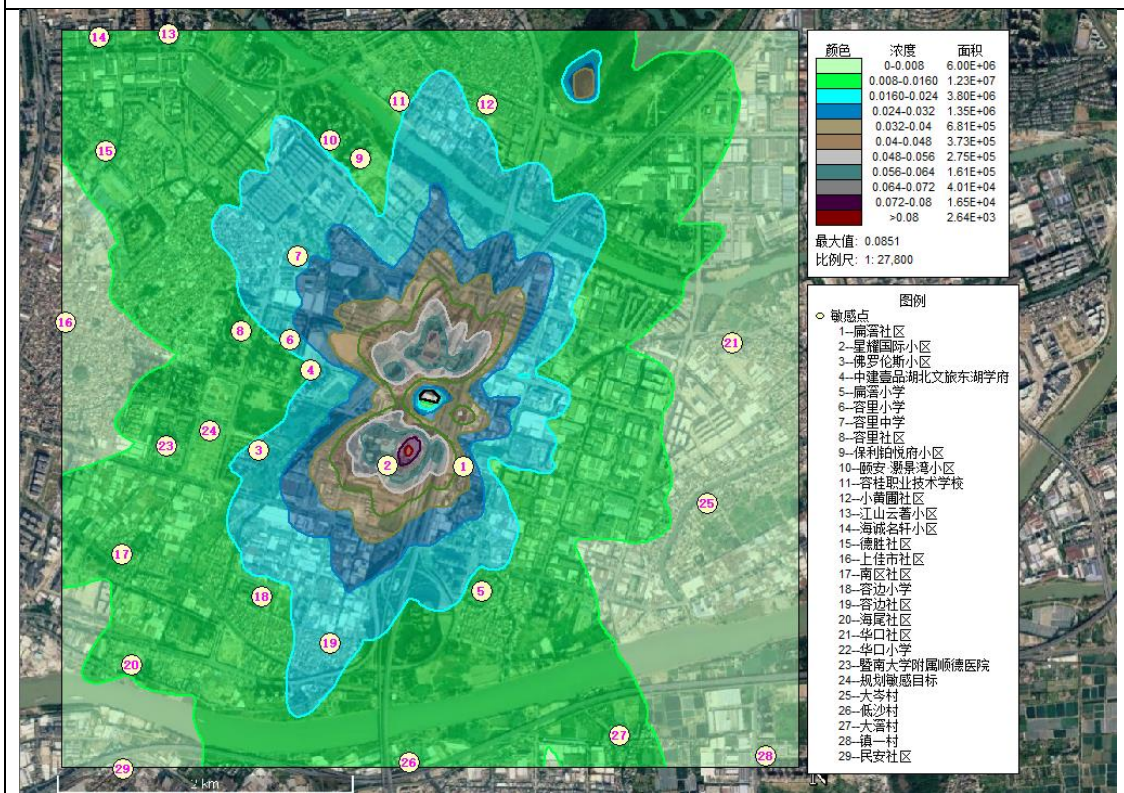 颜色 浓度 面积
0-0.008 6.00E+06
0.008-0.0160 1.23E+07
0.0160-0.024 3.80E+06
0.024-0.032 1.35E+06
0.032-0.04 6.81E+05
0.04-0.048 3.73E+05
0.048-0.056 2.75E+05
0.056-0.064 1.61E+05
0.064-0.072 4.01E+04
0.072-0.08 1.65E+04
>0.08 2.64E+03
最大值: 0.0851
比例尺: 1: 27,800
图例
敏感点
1--扁滘社区
2--星耀国际小区
3--佛罗伦斯小区
4--中建壹品湖北文旅东湖学府
5--扁滘小学
6--容里小学
7--容里中学
8--容里社区
9--保利铂悦府小区
10--颐安·灏景湾小区
11--容桂职业技术学校
12--小黄圃社区
13--江山云著小区
14--海诚名轩小区
15--德胜社区
16--上佳市社区
17--南区社区
18--容边小学
19--容边社区
20--海尾社区
21--华口社区
22--华口小学
23--暨南大学附属顺德医院
24--规划敏感目标
25--大岑村
26--低沙村
27--大滘村
28--镇一村
29--民安社区
14
13
11
12
10
9
15
7
16
8
6
21
4
24
23
3
2
1
25
17
18
5
19
20
27
28
26
29
2 km
N